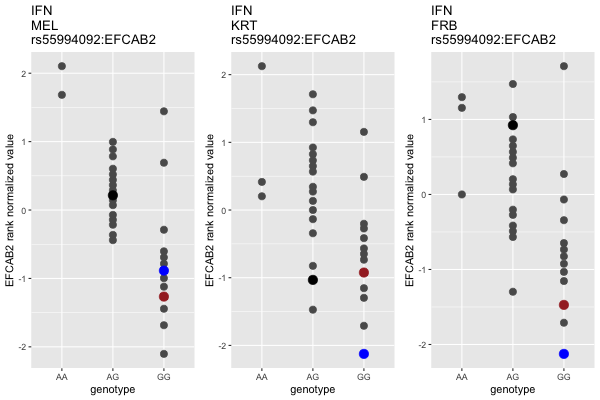 IFN
MEL
rs55994092:EFCAB2
EFCAB2 rank normalized value
2
1
0
-1
-2
AA
AG
GG
genotype
IFN
KRT
rs55994092:EFCAB2
EFCAB2 rank normalized value
2
1
0
-1
-2
AA
AG
GG
genotype
IFN
FRB
rs55994092:EFCAB2
EFCAB2 rank normalized value
1
0
-1
-2
AA
AG
GG
genotype